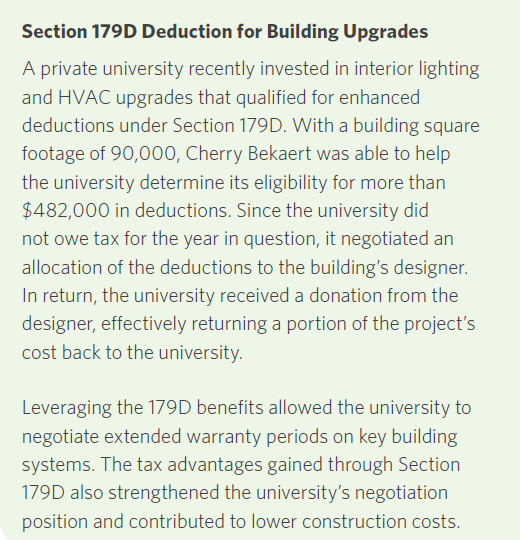 Section 179D Deduction for Building Upgrades
A private university recently invested in interior lighting
and HVAC upgrades that qualified for enhanced
deductions under Section 179D. With a building square
footage of 90,000, Cherry Bekaert was able to help
the university determine its eligibility for more than
$482,000 in deductions. Since the university did
not owe tax for the year in question, it negotiated an
allocation of the deductions to the building’s designer.
In return, the university received a donation from the
designer, effectively returning a portion of the project’s
cost back to the university.
Leveraging the 179D benefits allowed the university to
negotiate extended warranty periods on key building
systems. The tax advantages gained through Section
179D also strengthened the university’s negotiation
position and contributed to lower construction costs.